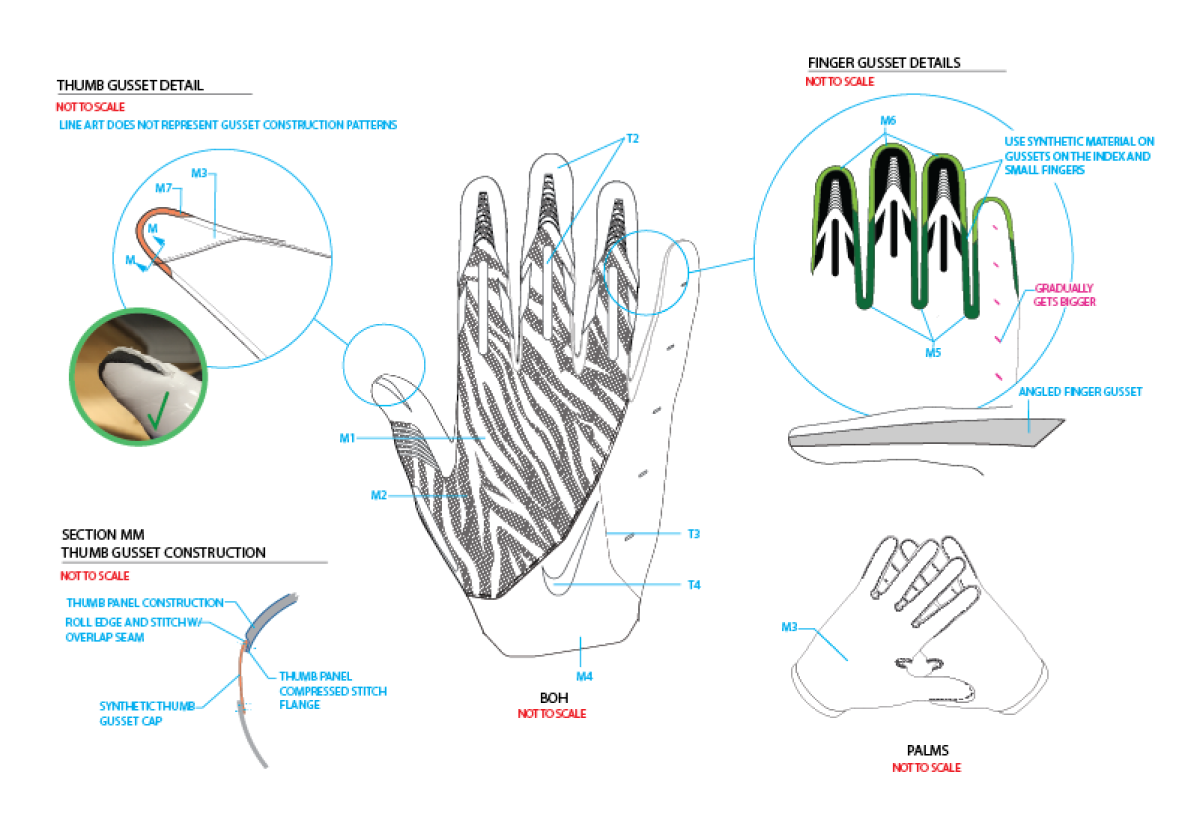 THUMB GUSSET DETAIL
NOT TO SCALE
LINE ART DOES NOT REPRESENT GUSSET CONSTRUCTION PATTERNS
M3
M7
M
M
FINGER GUSSET DETAILS
NOT TO SCALE
M6
USE SYNTHETIC MATERIAL ON
GUSSETS ON THE INDEX AND
SMALL FINGERS
GRADUALLY
GETS BIGGER
M5
ANGLED FINGER GUSSET
T2
M1
M2
T3
T4
M4
BOH
NOT TO SCALE
SECTION MM
THUMB GUSSET CONSTRUCTION
NOT TO SCALE
THUMB PANEL CONSTRUCTION
ROLL EDGE AND STITCH W/
OVERLAP SEAM
THUMB PANEL
COMPRESSED STITCH
FLANGE
SYNTHETIC THUMB
GUSSET CAP
M3
PALMS
NOT TO SCALE